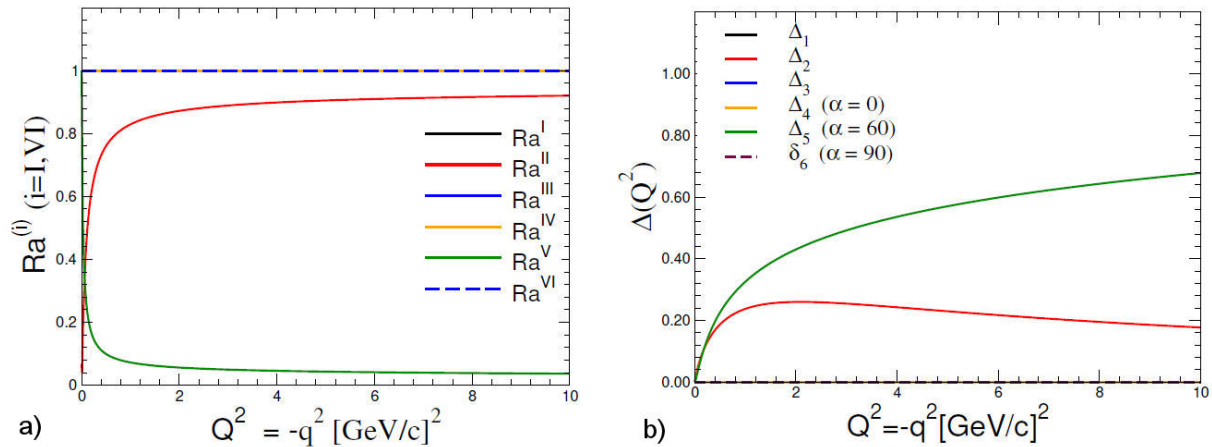 Ra^(i) (i=I,VI)
1
0.8
0.6
0.4
0.2
0
Ra^I
Ra^II
Ra^III
Ra^IV
Ra^V
Ra^VI
0 2 4 6 8 10
a) Q^2 = -q^2 [GeV/c]^2
Δ(Q^2)
1.00
0.80
0.60
0.40
0.20
0.00
Δ_1
Δ_2
Δ_3
Δ_4 (α = 0)
Δ_5 (α = 60)
δ_6 (α = 90)
0 2 4 6 8 10
b) Q^2=-q^2[GeV/c]^2